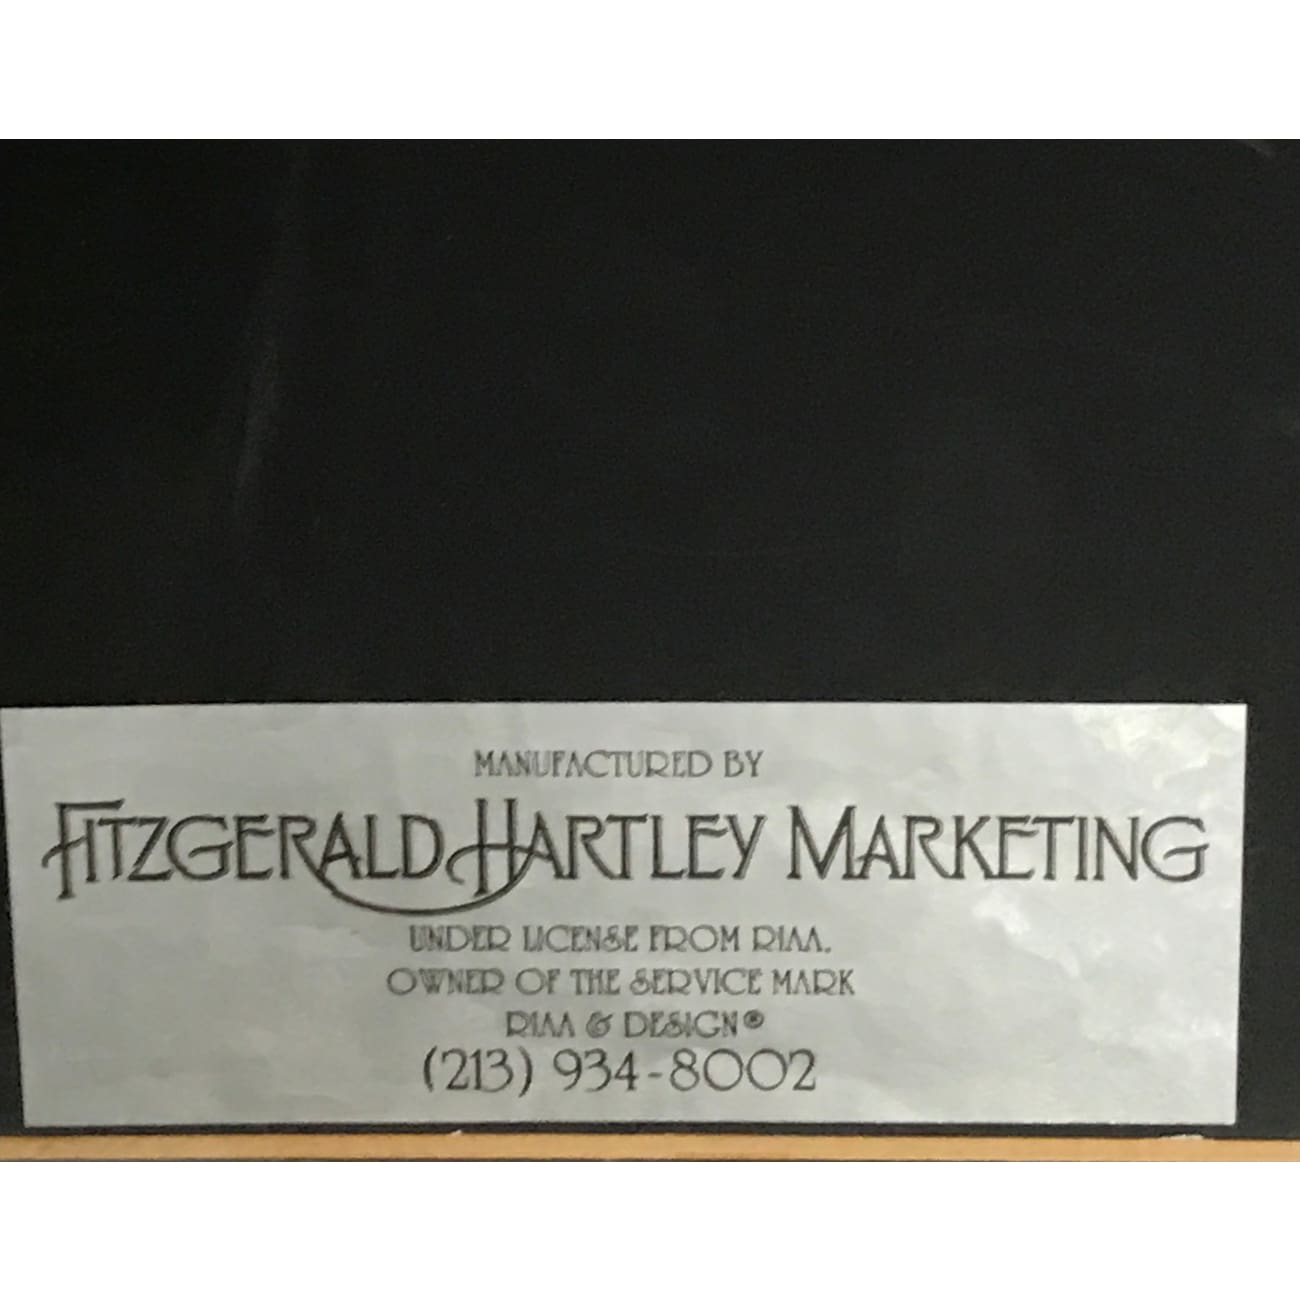 MANUFACTURED BY
FITZGERALD HARTLEY MARKETING
UNDER LICENSE FROM RIAA.
OWNER OF THE SERVICE MARK
RIAA & DESIGN®
(213) 934-8002